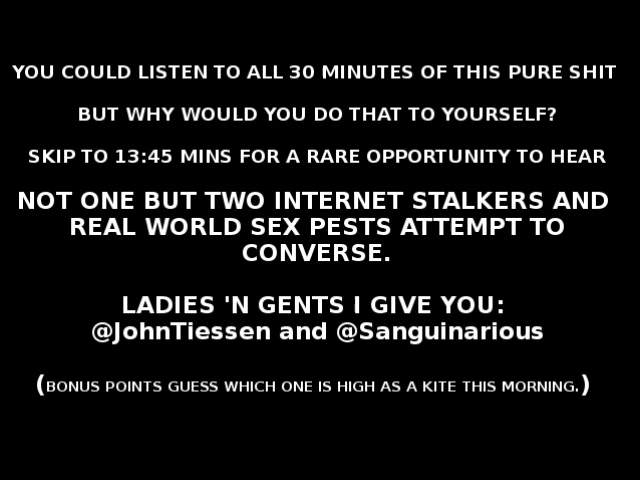 YOU COULD LISTEN TO ALL 30 MINUTES OF THIS PURE SHIT
BUT WHY WOULD YOU DO THAT TO YOURSELF?
SKIP TO 13:45 MINS FOR A RARE OPPORTUNITY TO HEAR
NOT ONE BUT TWO INTERNET STALKERS AND
REAL WORLD SEX PESTS ATTEMPT TO
CONVERSE.
LADIES 'N GENTS I GIVE YOU:
@JohnTiessen and @Sanguinarious
(BONUS POINTS GUESS WHICH ONE IS HIGH AS A KITE THIS MORNING.)